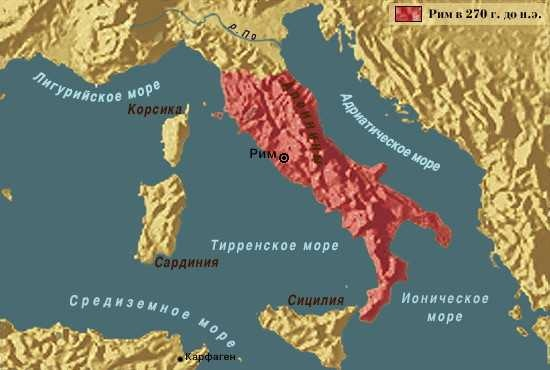 Рим в 270 г. до н.э.
р. По
Лигурийское море
Корсика
Апеннины
Адриатическое море
Рим
Тирренское море
Сардиния
Сицилия
Ионическое
море
Средиземное море
Карфаген